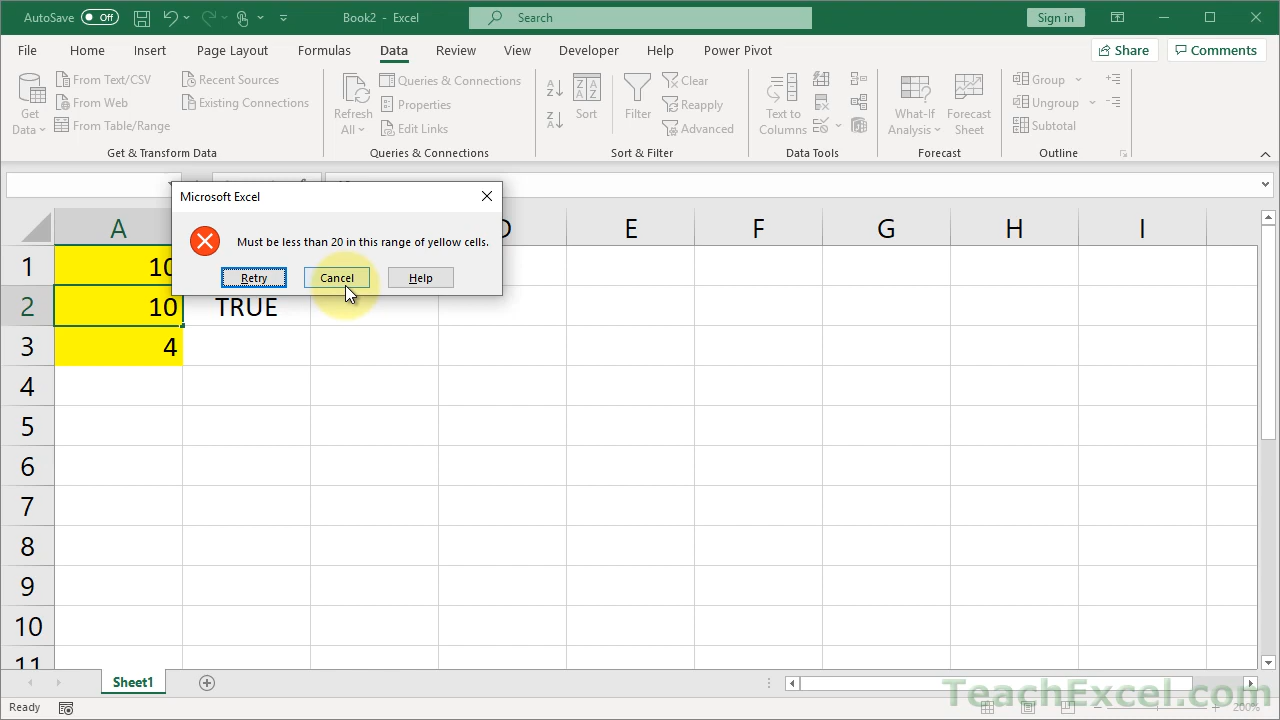 AutoSave Off Book2 - Excel Search Sign in
File Home Insert Page Layout Formulas Data Review View Developer Help Power Pivot Share Comments
Get Data
From Text/CSV
From Web
From Table/Range
Recent Sources
Existing Connections
Get & Transform Data
Refresh All
Queries & Connections
Properties
Edit Links
Queries & Connections
Sort
Filter
Clear
Reapply
Advanced
Sort & Filter
Text to Columns
Data Tools
What-If Analysis
Forecast Sheet
Forecast
Group
Ungroup
Subtotal
Outline
Microsoft Excel
Must be less than 20 in this range of yellow cells.
Retry Cancel Help
A D E F G H I
1 10
2 10 TRUE
3 4
4
5
6
7
8
9
10
11
Sheet1
TeachExcel.com
Ready 200%